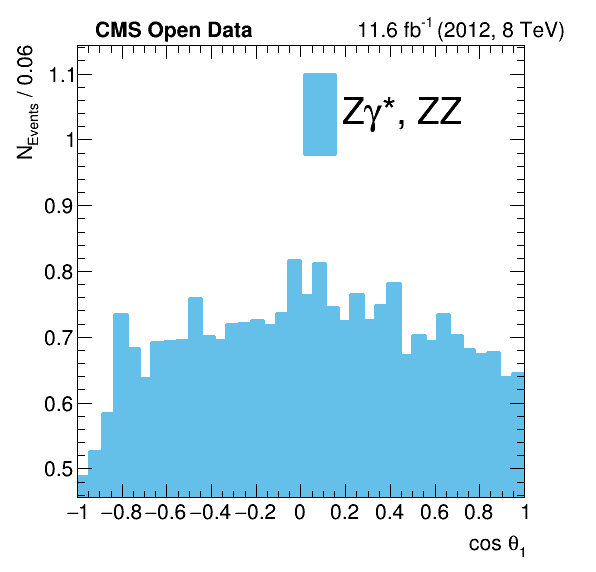 CMS Open Data 11.6 fb⁻¹ (2012, 8 TeV)
N_Events / 0.06
1.1
1
0.9
0.8
0.7
0.6
0.5
Zγ*, ZZ
−1 −0.8 −0.6 −0.4 −0.2 0 0.2 0.4 0.6 0.8 1
cos θ₁